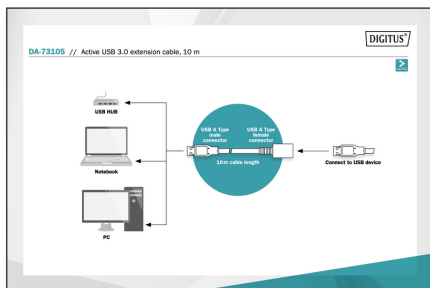 DIGITUS®
DA-73105 // Active USB 3.0 extension cable, 10 m
USB HUB
USB A Type
male
connector
USB A Type
female
connector
10 m cable length
Notebook
Connect to USB device
PC